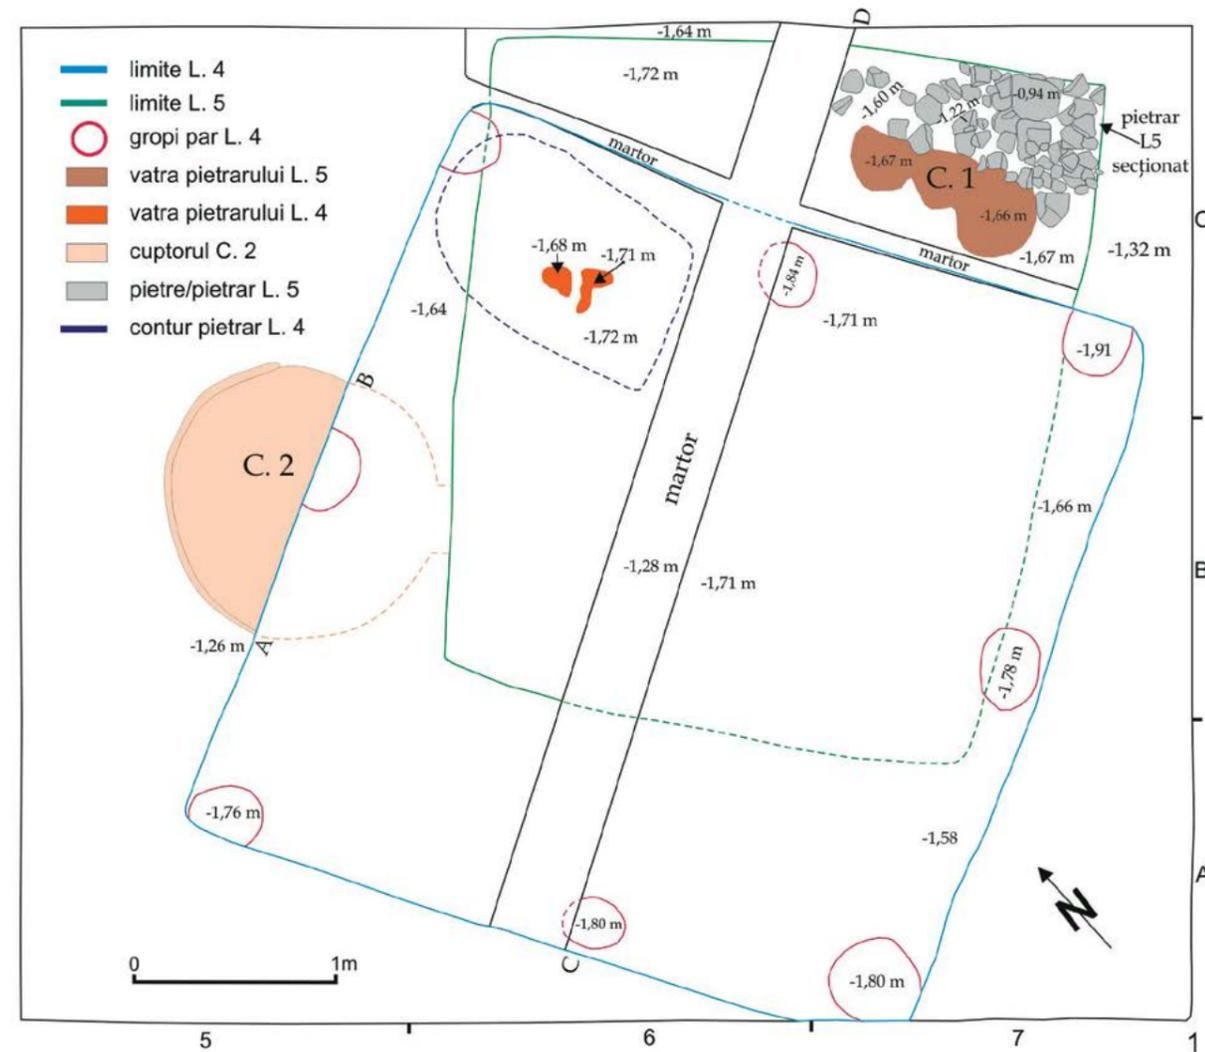 D
-1,64 m
-1,72 m
limite L. 4
limite L. 5
gropi par L. 4
vatra pietrarului L. 5
vatra pietrarului L. 4
cuptorul C. 2
pietre/pietrar L. 5
contur pietrar L. 4
-1,60 m
-1,22 m
-0,94 m
pietrar
L5
secționat
martor
-1,67 m
C. 1
-1,66 m
-1,67 m
-1,32 m
C
martor
-1,68 m
-1,71 m
-1,84 m
-1,64
-1,72 m
-1,71 m
-1,91
B
C. 2
martor
-1,66 m
-1,28 m
-1,71 m
B
-1,26 m
A
-1,78 m
-1,76 m
-1,58
A
N
-1,80 m
C
-1,80 m
0
1m
5
6
7
1